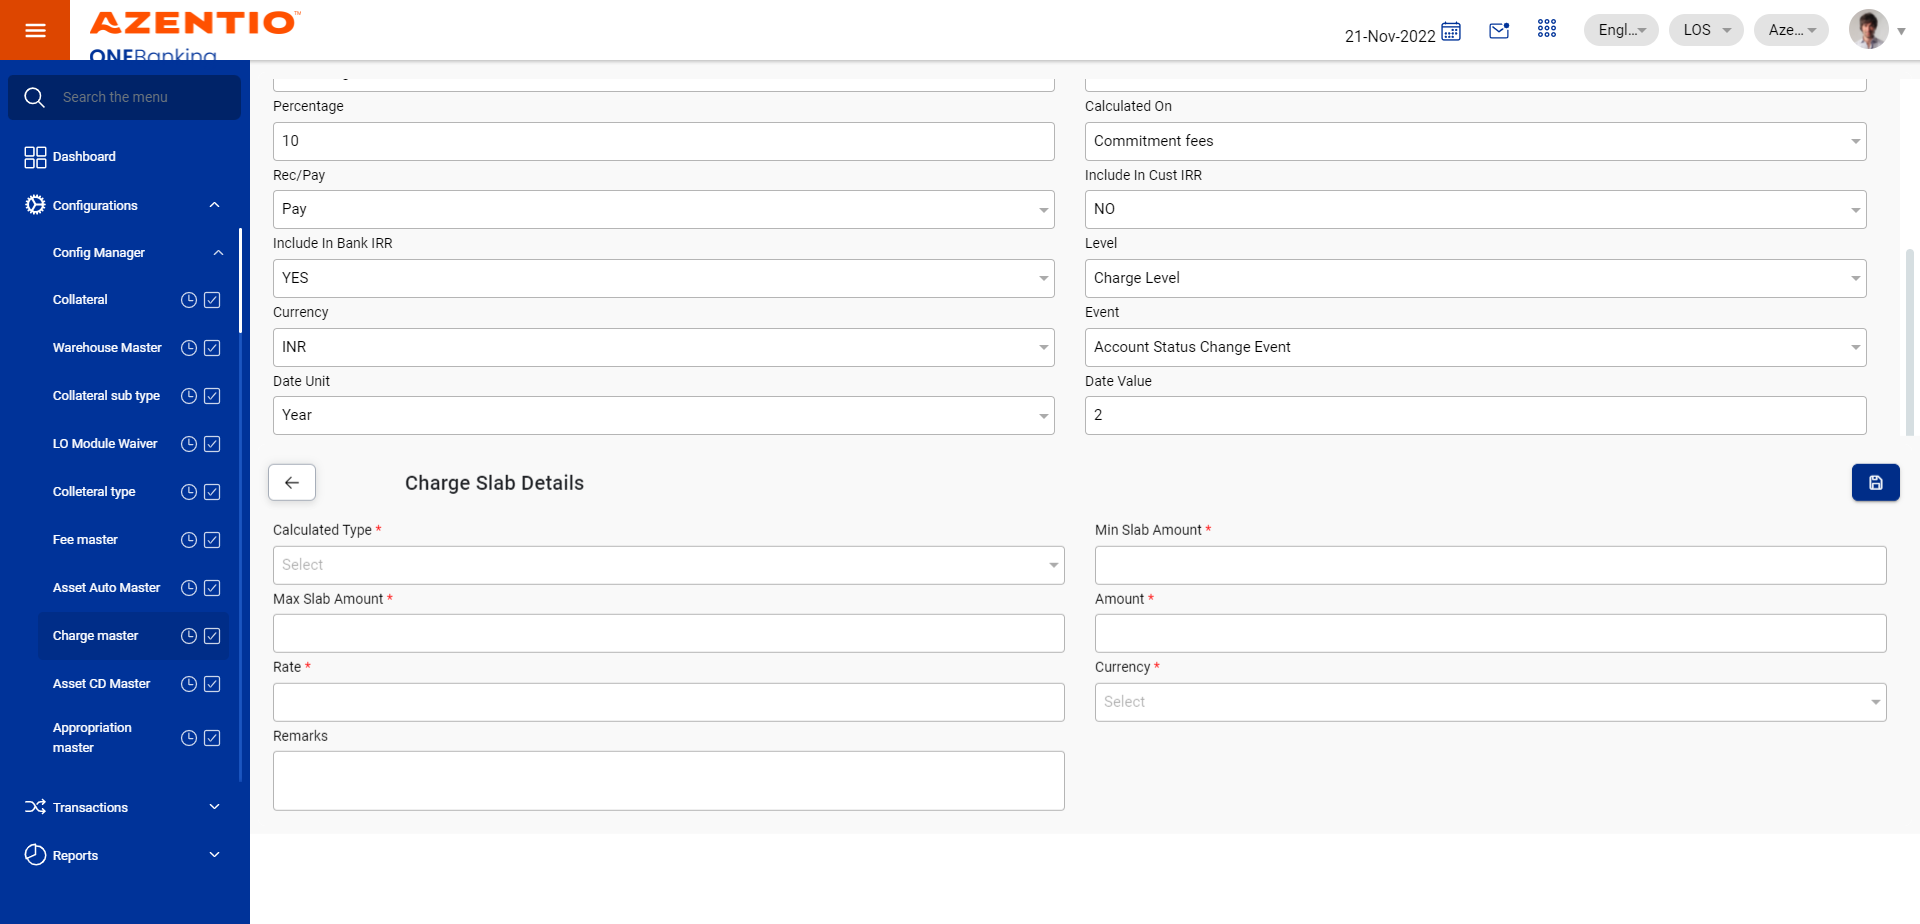 AZENTIO™
ONEBanking
21-Nov-2022
Engl...
LOS
Aze...
Search the menu
Dashboard
Configurations
Config Manager
Collateral
Warehouse Master
Collateral sub type
LO Module Waiver
Colleteral type
Fee master
Asset Auto Master
Charge master
Asset CD Master
Appropriation
master
Transactions
Reports
Percentage
10
Calculated On
Commitment fees
Rec/Pay
Pay
Include In Cust IRR
NO
Include In Bank IRR
YES
Level
Charge Level
Currency
INR
Event
Account Status Change Event
Date Unit
Year
Date Value
2
Charge Slab Details
Calculated Type *
Select
Min Slab Amount *
Max Slab Amount *
Amount *
Rate *
Currency *
Select
Remarks